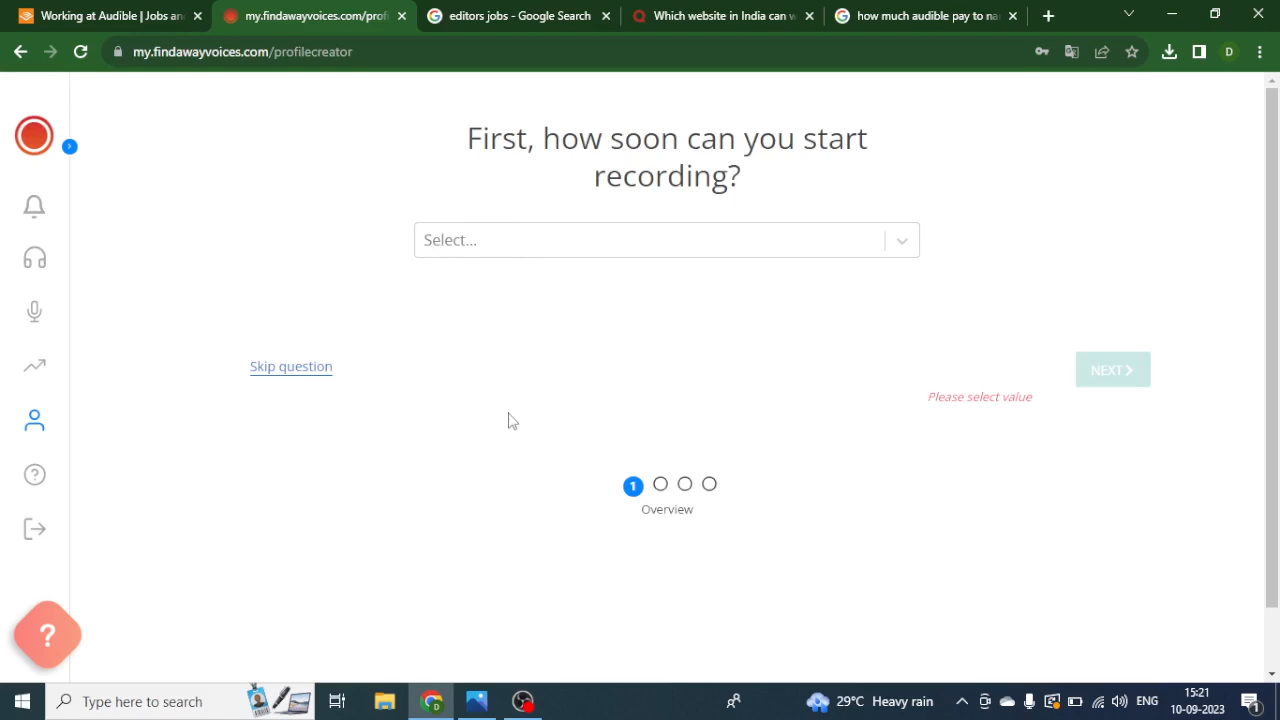 Working at Audible || Jobs and
my.findawayvoices.com/profi
editors jobs - Google Search
Which website in India can w
how much audible pay to na
my.findawayvoices.com/profilecreator
D
First, how soon can you start
recording?
Select...
Skip question
NEXT
Please select value
1
Overview
?
Type here to search
29°C Heavy rain
ENG
15:21
10-09-2023
1